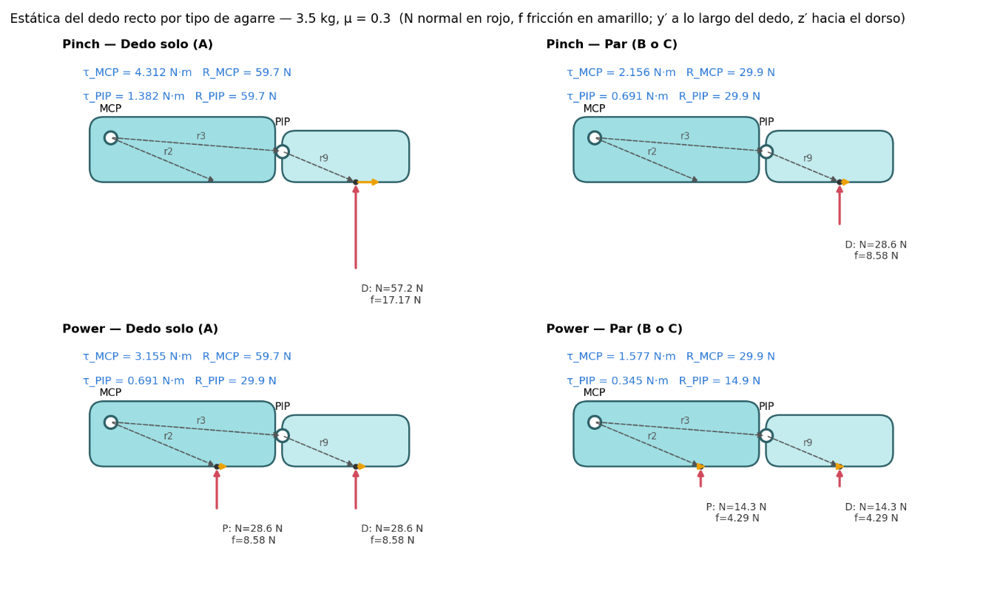 Estática del dedo recto por tipo de agarre — 3.5 kg, μ = 0.3  (N normal en rojo, f fricción en amarillo; y′ a lo largo del dedo, z′ hacia el dorso)
Pinch — Dedo solo (A)
τ_MCP = 4.312 N·m   R_MCP = 59.7 N
τ_PIP = 1.382 N·m   R_PIP = 59.7 N
MCP
PIP
r3
r2
r9
D: N=57.2 N
f=17.17 N
Pinch — Par (B o C)
τ_MCP = 2.156 N·m   R_MCP = 29.9 N
τ_PIP = 0.691 N·m   R_PIP = 29.9 N
MCP
PIP
r3
r2
r9
D: N=28.6 N
f=8.58 N
Power — Dedo solo (A)
τ_MCP = 3.155 N·m   R_MCP = 59.7 N
τ_PIP = 0.691 N·m   R_PIP = 29.9 N
MCP
PIP
r3
r2
r9
P: N=28.6 N
f=8.58 N
D: N=28.6 N
f=8.58 N
Power — Par (B o C)
τ_MCP = 1.577 N·m   R_MCP = 29.9 N
τ_PIP = 0.345 N·m   R_PIP = 14.9 N
MCP
PIP
r3
r2
r9
P: N=14.3 N
f=4.29 N
D: N=14.3 N
f=4.29 N